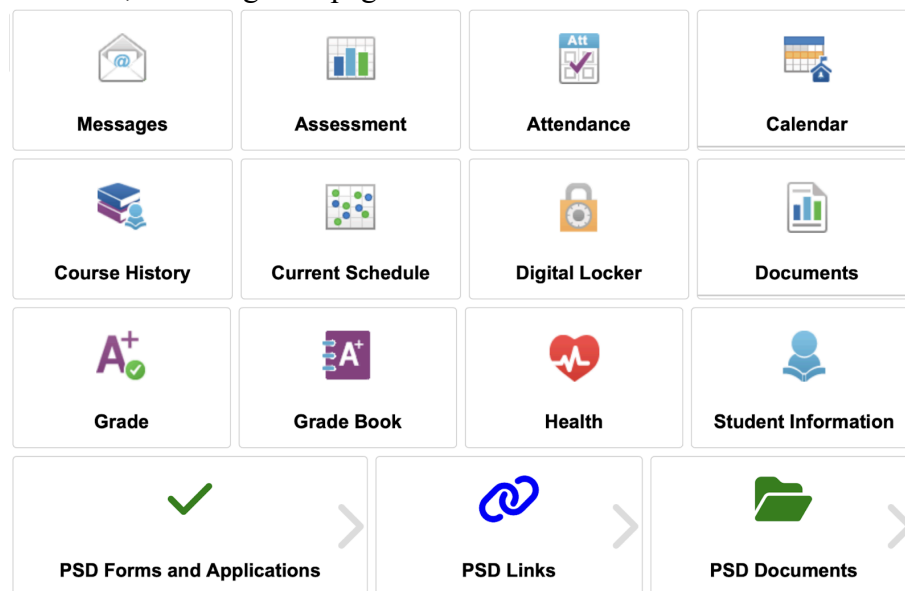 Messages
Assessment
Att
Attendance
Calendar
Course History
Current Schedule
Digital Locker
Documents
A+
Grade
A+
Grade Book
Health
Student Information
PSD Forms and Applications
PSD Links
PSD Documents